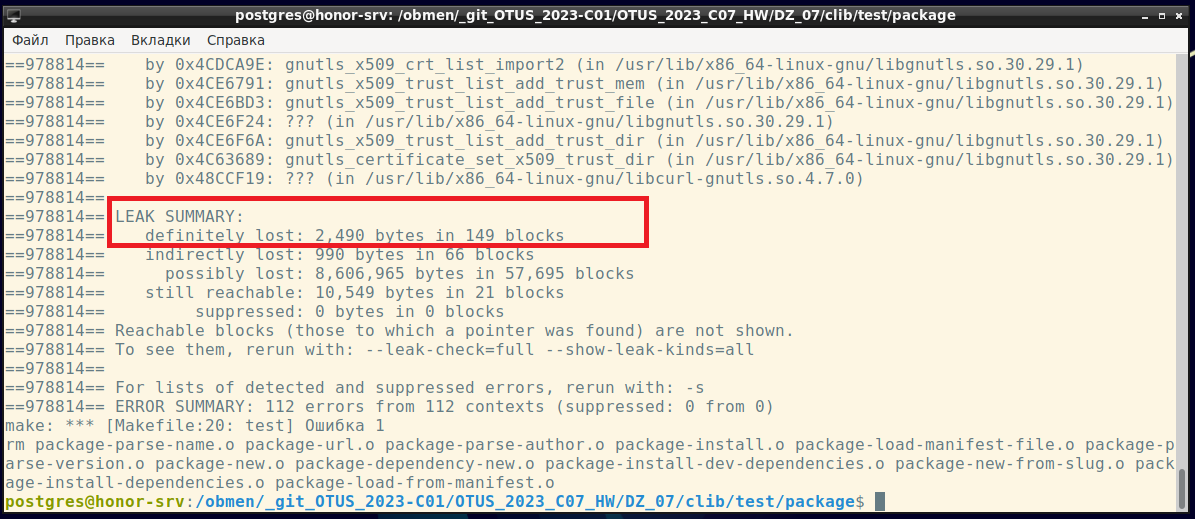 postgres@honor-srv: /obmen/_git_OTUS_2023-C01/OTUS_2023_C07_HW/DZ_07/clib/test/package
Файл Правка Вкладки Справка
==978814==    by 0x4CDCA9E: gnutls_x509_crt_list_import2 (in /usr/lib/x86_64-linux-gnu/libgnutls.so.30.29.1)
==978814==    by 0x4CE6791: gnutls_x509_trust_list_add_trust_mem (in /usr/lib/x86_64-linux-gnu/libgnutls.so.30.29.1)
==978814==    by 0x4CE6BD3: gnutls_x509_trust_list_add_trust_file (in /usr/lib/x86_64-linux-gnu/libgnutls.so.30.29.1)
==978814==    by 0x4CE6F24: ??? (in /usr/lib/x86_64-linux-gnu/libgnutls.so.30.29.1)
==978814==    by 0x4CE6F6A: gnutls_x509_trust_list_add_trust_dir (in /usr/lib/x86_64-linux-gnu/libgnutls.so.30.29.1)
==978814==    by 0x4C63689: gnutls_certificate_set_x509_trust_dir (in /usr/lib/x86_64-linux-gnu/libgnutls.so.30.29.1)
==978814==    by 0x48CCF19: ??? (in /usr/lib/x86_64-linux-gnu/libcurl-gnutls.so.4.7.0)
==978814==
==978814== LEAK SUMMARY:
==978814==    definitely lost: 2,490 bytes in 149 blocks
==978814==    indirectly lost: 990 bytes in 66 blocks
==978814==      possibly lost: 8,606,965 bytes in 57,695 blocks
==978814==    still reachable: 10,549 bytes in 21 blocks
==978814==         suppressed: 0 bytes in 0 blocks
==978814== Reachable blocks (those to which a pointer was found) are not shown.
==978814== To see them, rerun with: --leak-check=full --show-leak-kinds=all
==978814==
==978814== For lists of detected and suppressed errors, rerun with: -s
==978814== ERROR SUMMARY: 112 errors from 112 contexts (suppressed: 0 from 0)
make: *** [Makefile:20: test] Ошибка 1
rm package-parse-name.o package-url.o package-parse-author.o package-install.o package-load-manifest-file.o package-p
arse-version.o package-new.o package-dependency-new.o package-install-dev-dependencies.o package-new-from-slug.o pack
age-install-dependencies.o package-load-from-manifest.o
postgres@honor-srv:/obmen/_git_OTUS_2023-C01/OTUS_2023_C07_HW/DZ_07/clib/test/package$